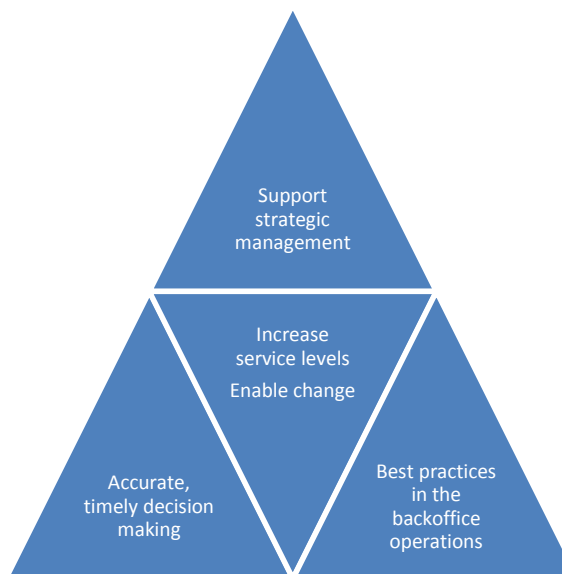 Support
strategic
management
Increase
service levels
Enable change
Accurate,
timely decision
making
Best practices
in the
backoffice
operations